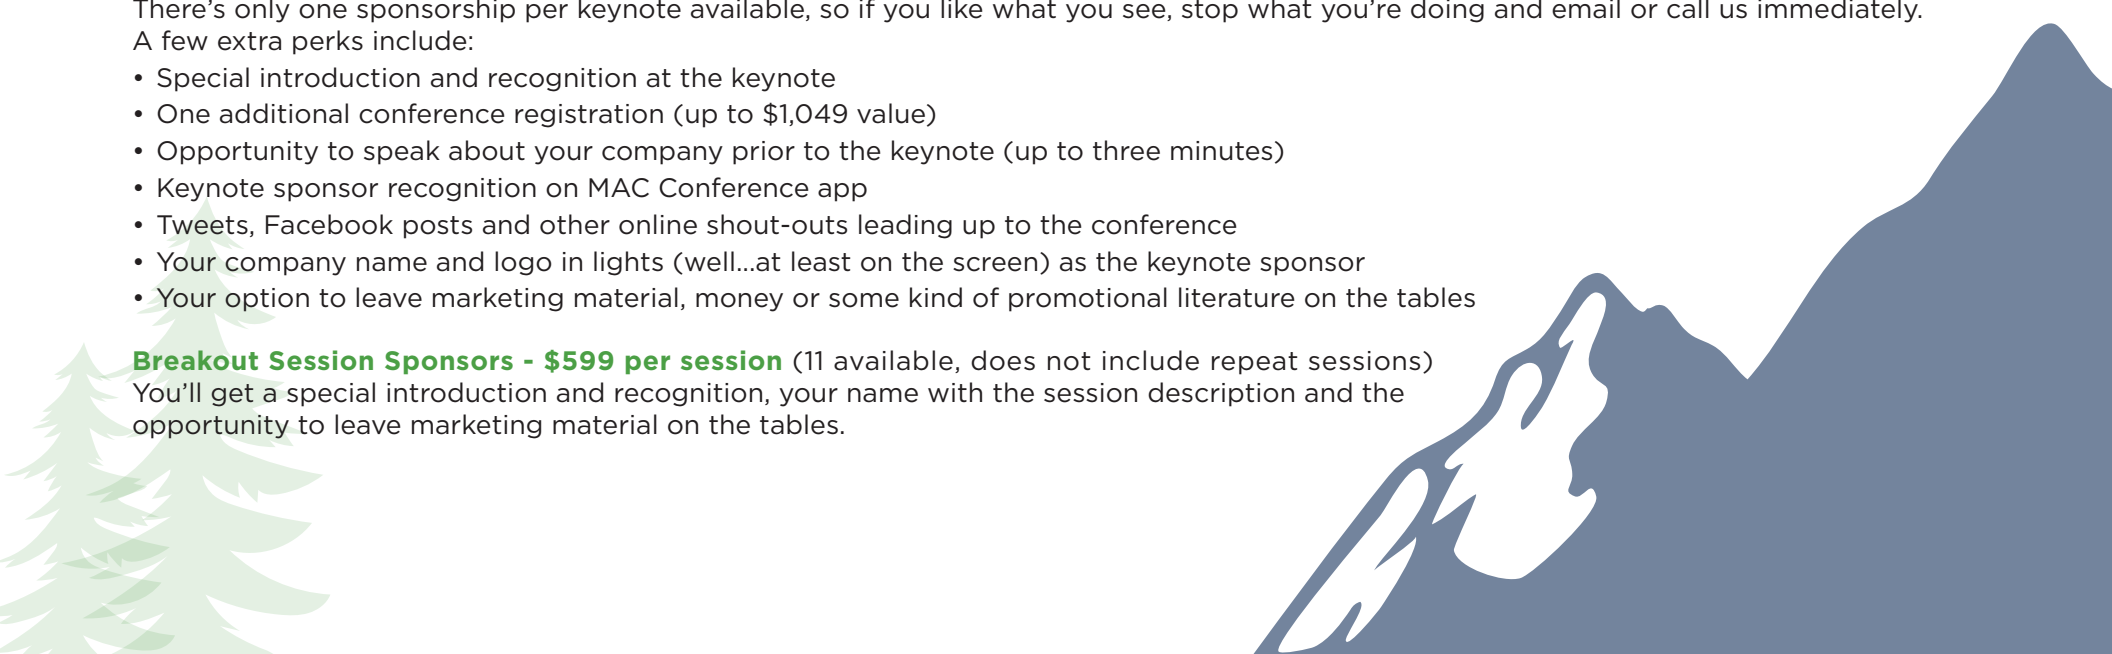 There’s only one sponsorship per keynote available, so if you like what you see, stop what you’re doing and email or call us immediately.
A few extra perks include:
• Special introduction and recognition at the keynote
• One additional conference registration (up to $1,049 value)
• Opportunity to speak about your company prior to the keynote (up to three minutes)
• Keynote sponsor recognition on MAC Conference app
• Tweets, Facebook posts and other online shout-outs leading up to the conference
• Your company name and logo in lights (well...at least on the screen) as the keynote sponsor
• Your option to leave marketing material, money or some kind of promotional literature on the tables
Breakout Session Sponsors - $599 per session (11 available, does not include repeat sessions)
You’ll get a special introduction and recognition, your name with the session description and the
opportunity to leave marketing material on the tables.